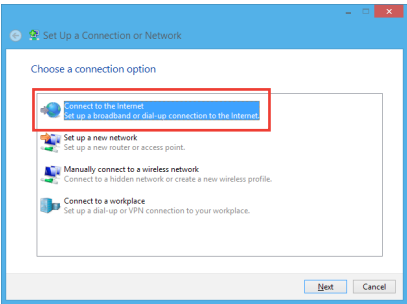 Set Up a Connection or Network
Choose a connection option
Connect to the Internet
Set up a broadband or dial-up connection to the Internet.
Set up a new network
Set up a new router or access point.
Manually connect to a wireless network
Connect to a hidden network or create a new wireless profile.
Connect to a workplace
Set up a dial-up or VPN connection to your workplace.
Next Cancel